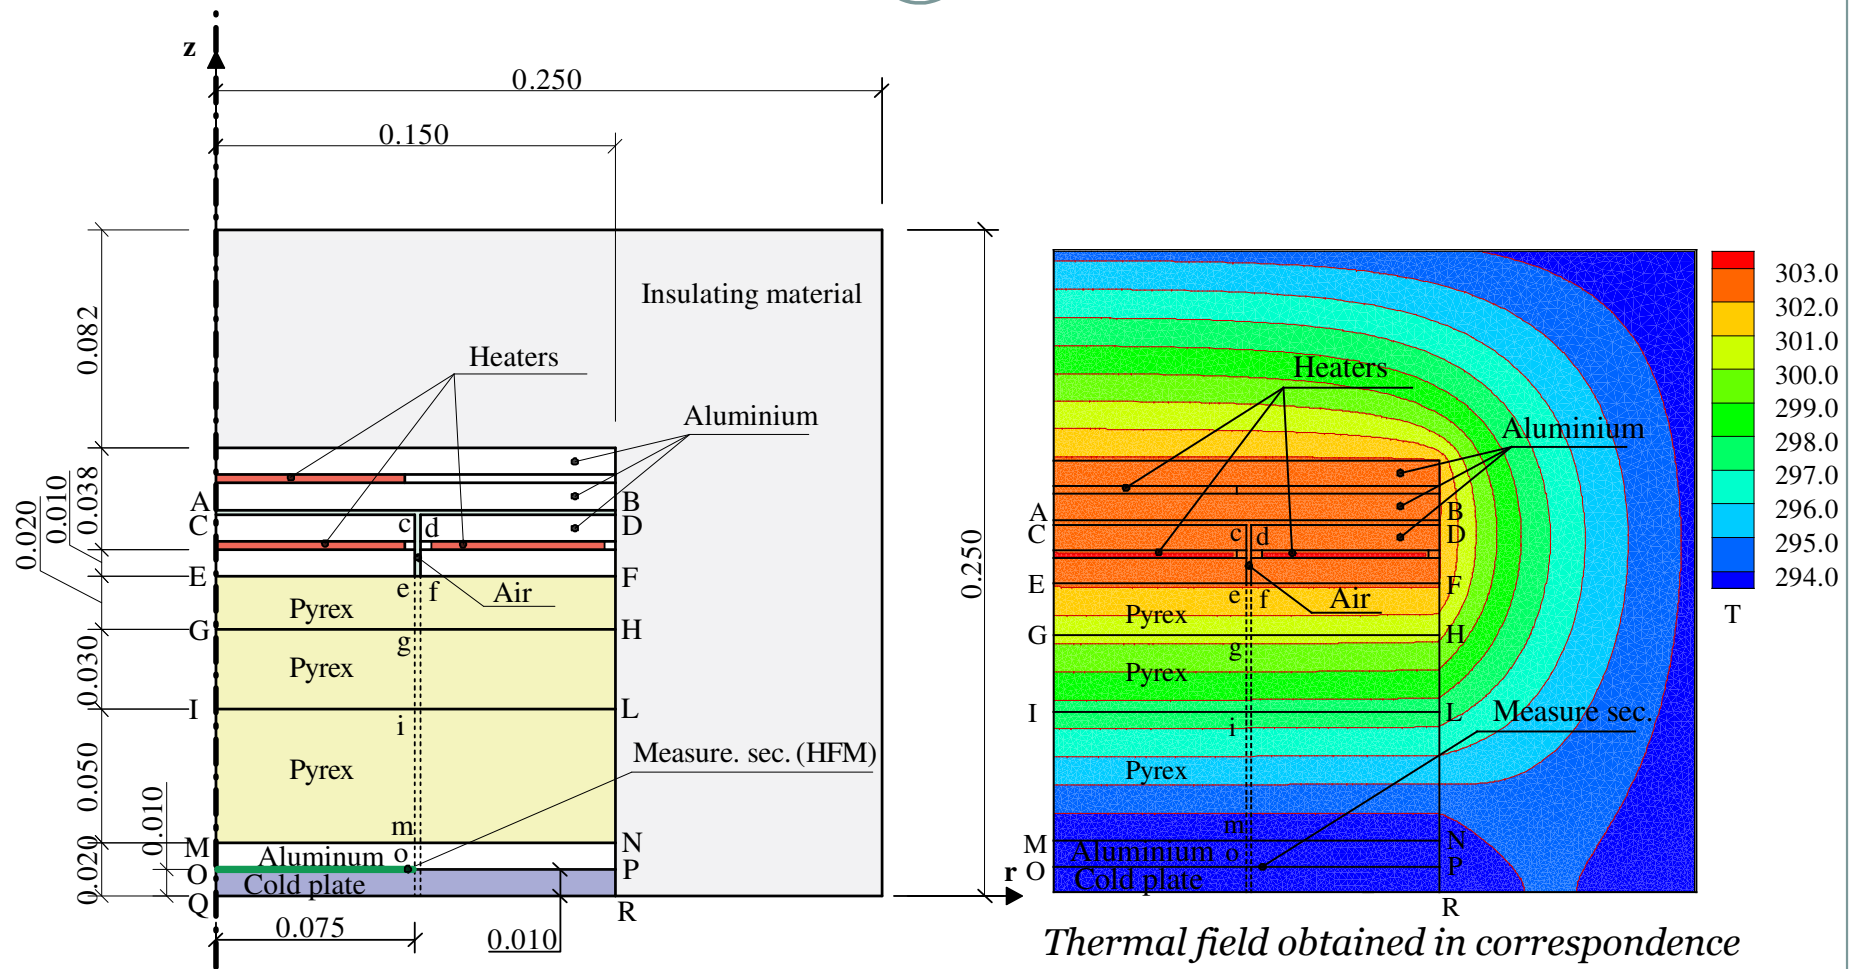 z
0.250
0.150
Insulating material
0.082
Heaters
Aluminium
0.038
0.010
0.020
A
B
C
c
d
D
E
e
f
F
Air
Pyrex
G
g
H
0.030
Pyrex
I
i
L
0.050
Pyrex
Measure. sec. (HFM)
0.010
0.020
M
m
N
Aluminum
o
O
P
Cold plate
Q
R
r
0.075
0.010
0.250
Heaters
Aluminium
A
B
C
c
d
D
E
e
f
F
Air
Pyrex
G
g
H
Pyrex
I
i
L
Measure sec.
Pyrex
M
m
N
Aluminium
o
O
P
Cold plate
R
303.0
302.0
301.0
300.0
299.0
298.0
297.0
296.0
295.0
294.0
T
Thermal field obtained in correspondence